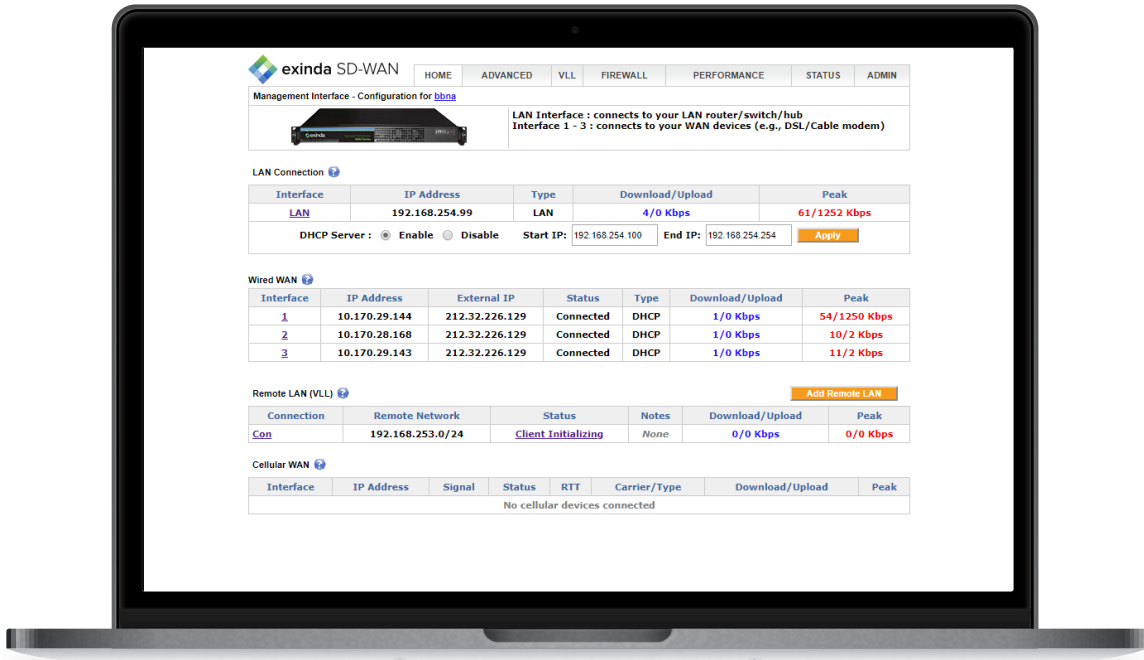 exinda SD-WAN
HOME ADVANCED VLL FIREWALL PERFORMANCE STATUS ADMIN
Management Interface - Configuration for bbna
exinda
LAN Interface : connects to your LAN router/switch/hub
Interface 1 - 3 : connects to your WAN devices (e.g., DSL/Cable modem)
LAN Connection ?
Interface IP Address Type Download/Upload Peak
LAN 192.168.254.99 LAN 4/0 Kbps 61/1252 Kbps
DHCP Server : Enable Disable Start IP: 192.168.254.100 End IP: 192.168.254.254 Apply
Wired WAN ?
Interface IP Address External IP Status Type Download/Upload Peak
1 10.170.29.144 212.32.226.129 Connected DHCP 1/0 Kbps 54/1250 Kbps
2 10.170.28.168 212.32.226.129 Connected DHCP 1/0 Kbps 10/2 Kbps
3 10.170.29.143 212.32.226.129 Connected DHCP 1/0 Kbps 11/2 Kbps
Remote LAN (VLL) ? Add Remote LAN
Connection Remote Network Status Notes Download/Upload Peak
Con 192.168.253.0/24 Client Initializing None 0/0 Kbps 0/0 Kbps
Cellular WAN ?
Interface IP Address Signal Status RTT Carrier/Type Download/Upload Peak
No cellular devices connected